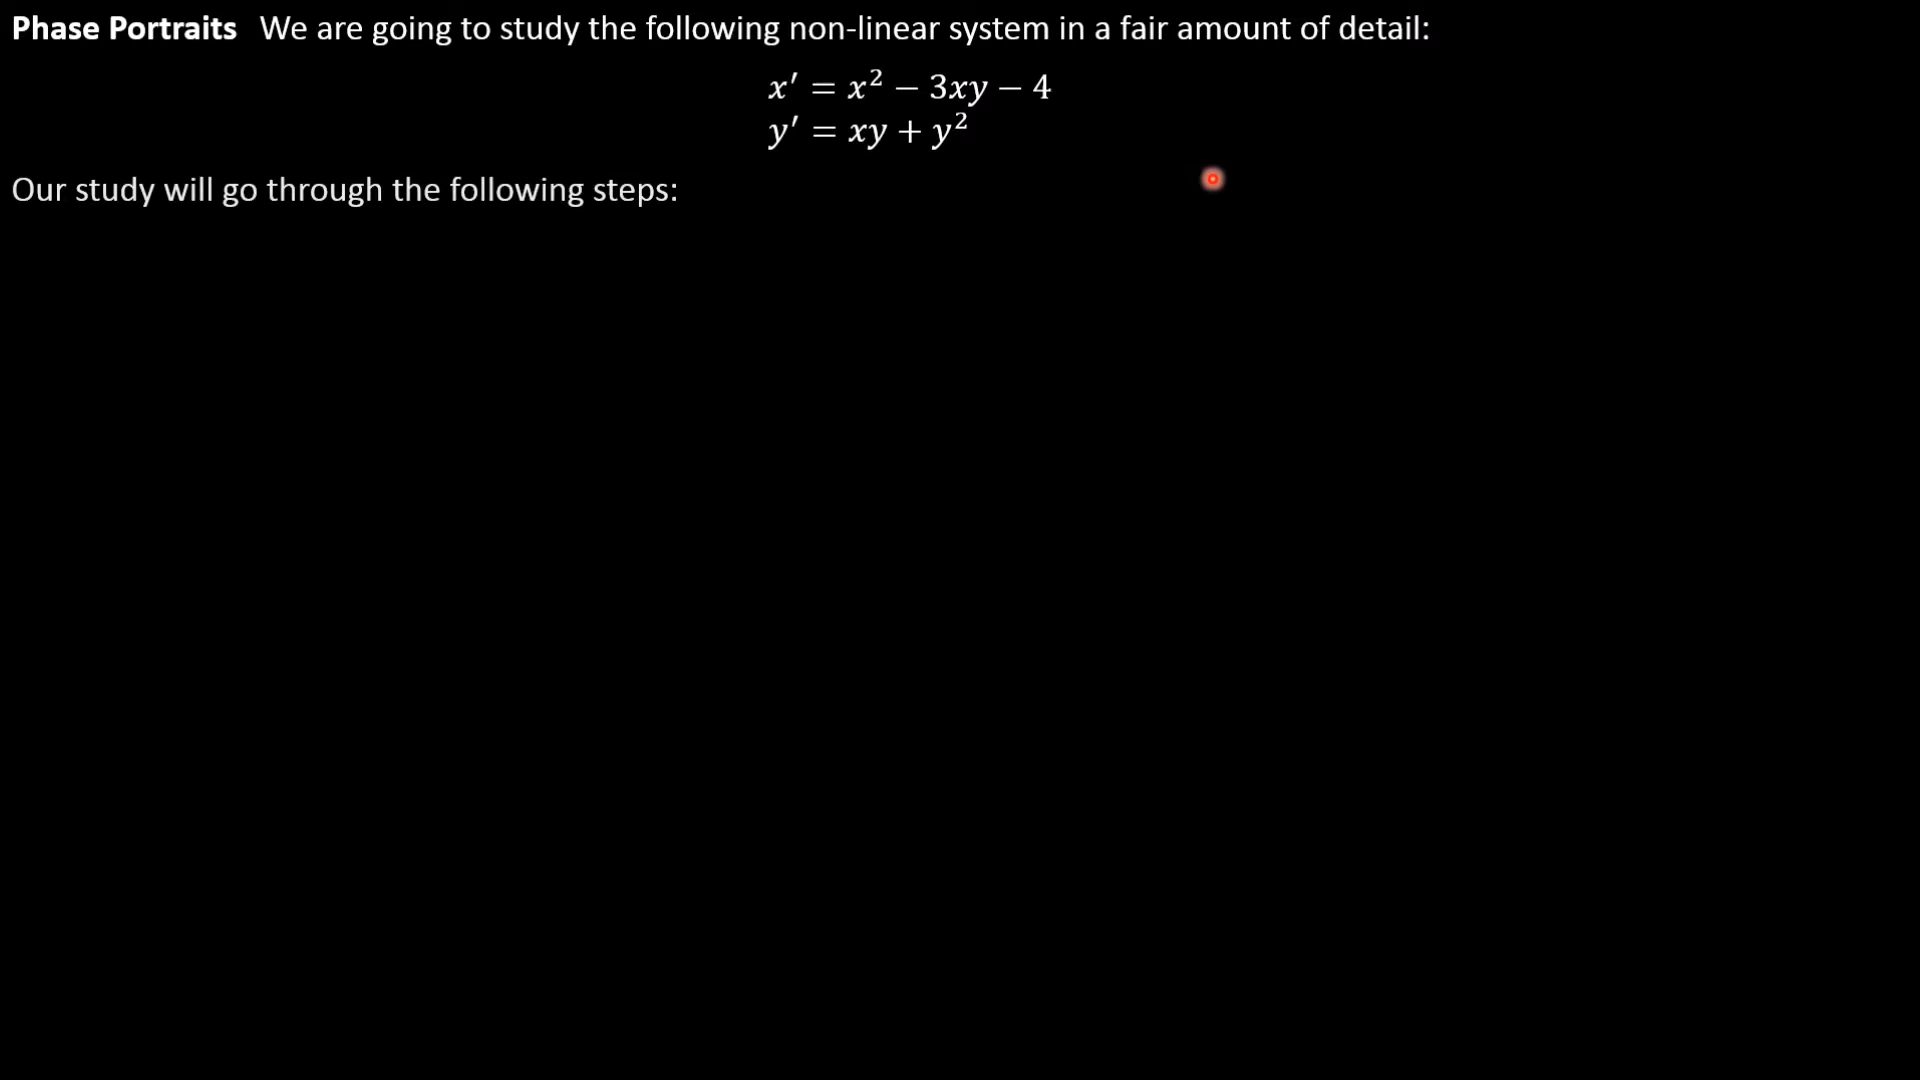 Phase Portraits We are going to study the following non-linear system in a fair amount of detail:
x′ = x² − 3xy − 4
y′ = xy + y²
Our study will go through the following steps: